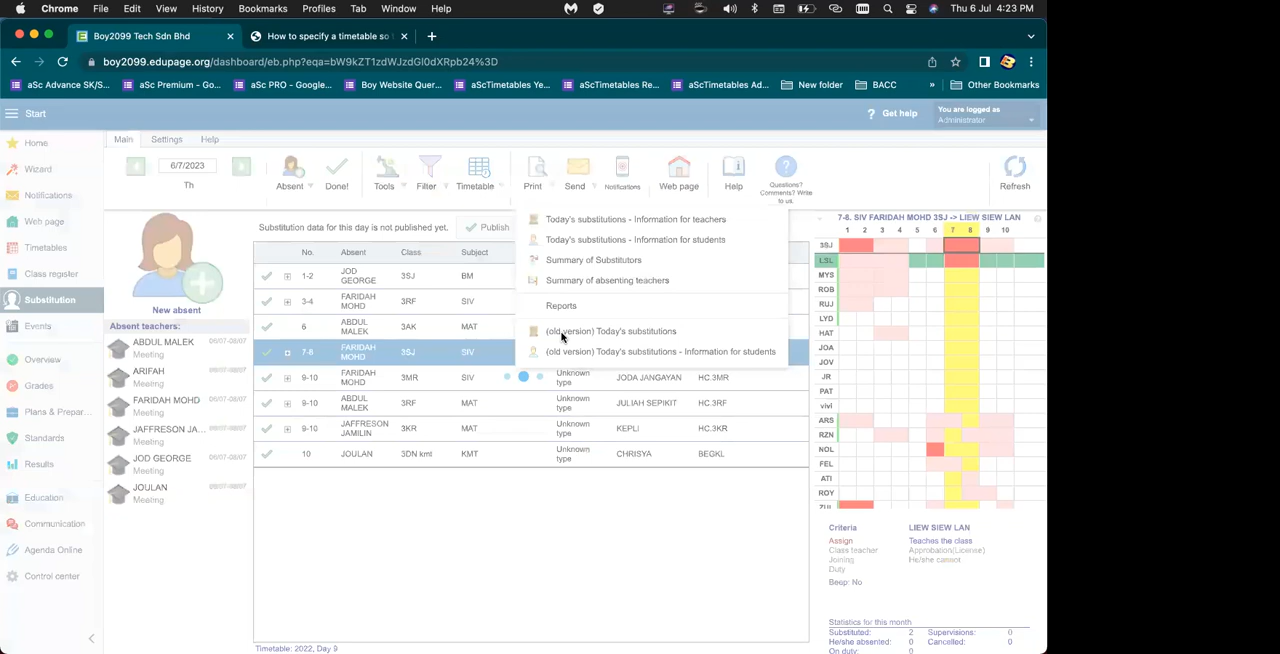 Chrome File Edit View History Bookmarks Profiles Tab Window Help Thu 6 Jul 4:23 PM
Boy2099 Tech Sdn Bhd × How to specify a timetable so × +
boy2099.edupage.org/dashboard/eb.php?eqa=bW9kZT1zdWJzdGl0dXRpb24%3D
aSc Advance SK/S... aSc Premium - Go... aSc PRO - Google... Boy Website Quer... aScTimetables Ye... aScTimetables Re... aScTimetables Ad... New folder BACC » Other Bookmarks
Start ? Get help You are logged as
Administrator
Main Settings Help
6/7/2023
Th
Absent Done! Tools Filter Timetable Print Send Notifications Web page Help Questions? Comments? Write to us. Refresh
Home
Wizard
Notifications
Web page
Timetables
Class register
Substitution
Events
Overview
Grades
Plans & Prepar...
Standards
Results
Education
Communication
Agenda Online
Control center
New absent
Absent teachers:
ABDUL MALEK 06/07-08/07
Meeting
ARIFAH
Meeting
FARIDAH MOHD 06/07-08/07
Meeting
JAFFRESON JA...
Meeting
JOD GEORGE 06/07-08/07
Meeting
JOULAN
Meeting
Substitution data for this day is not published yet. Publish
No. Absent Class Subject
1-2 JOD GEORGE 3SJ BM
3-4 FARIDAH MOHD 3RF SIV
6 ABDUL MALEK 3AK MAT
7-8 FARIDAH MOHD 3SJ SIV
9-10 FARIDAH MOHD 3MR SIV Unknown type JODA JANGAYAN HC.3MR
9-10 ABDUL MALEK 3RF MAT Unknown type JULIAH SEPIKIT HC.3RF
9-10 JAFFRESON JAMILIN 3KR MAT Unknown type KEPLI HC.3KR
10 JOULAN 3DN kmt KMT Unknown type CHRISYA BEGKL
Timetable: 2022, Day 9
Today's substitutions - Information for teachers
Today's substitutions - Information for students
Summary of Substitutors
Summary of absenting teachers
Reports
(old version) Today's substitutions
(old version) Today's substitutions - Information for students
7-8. SIV FARIDAH MOHD 3SJ -> LIEW SIEW LAN
1 2 3 4 5 6 7 8 9 10
3SJ
LSL
MYS
ROB
RUJ
LYD
HAT
JOA
JOV
JR
PAT
vivi
ARS
RZN
NOL
FEL
ATI
ROY
ZUL
Criteria LIEW SIEW LAN
Assign Teaches the class
Class teacher Approbation(License)
Joining He/she cannot
Duty
Beep: No
Statistics for this month
Substituted: 2 Supervisions: 0
He/she absented: 0 Cancelled: 0
On duty: 0